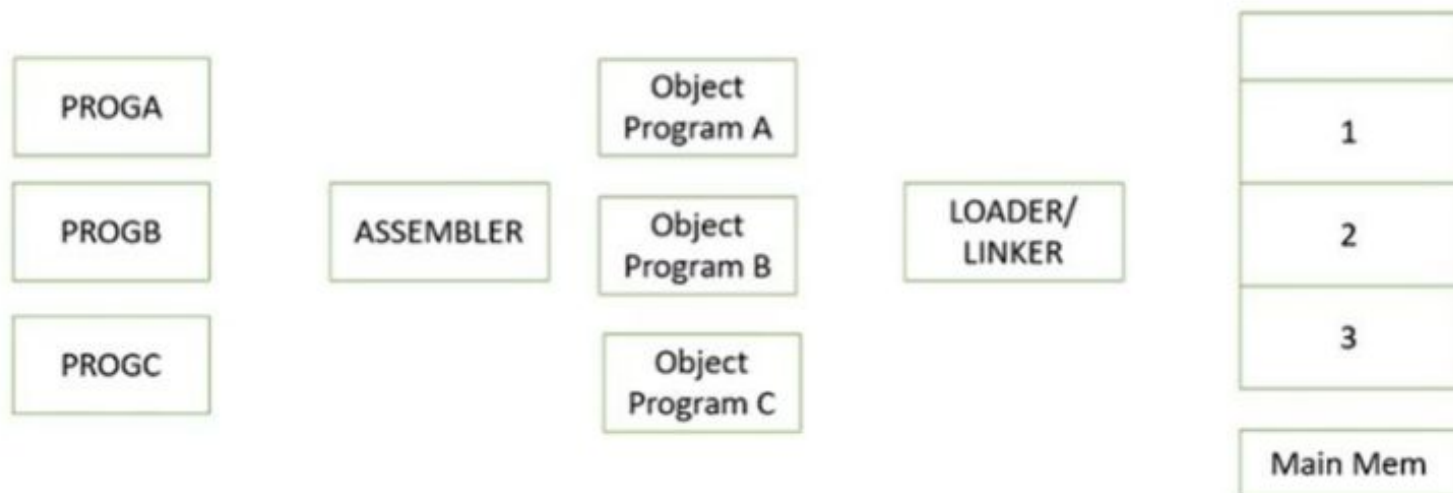 PROGA
PROGB
PROGC
ASSEMBLER
Object
Program A
Object
Program B
Object
Program C
LOADER/
LINKER
1
2
3
Main Mem